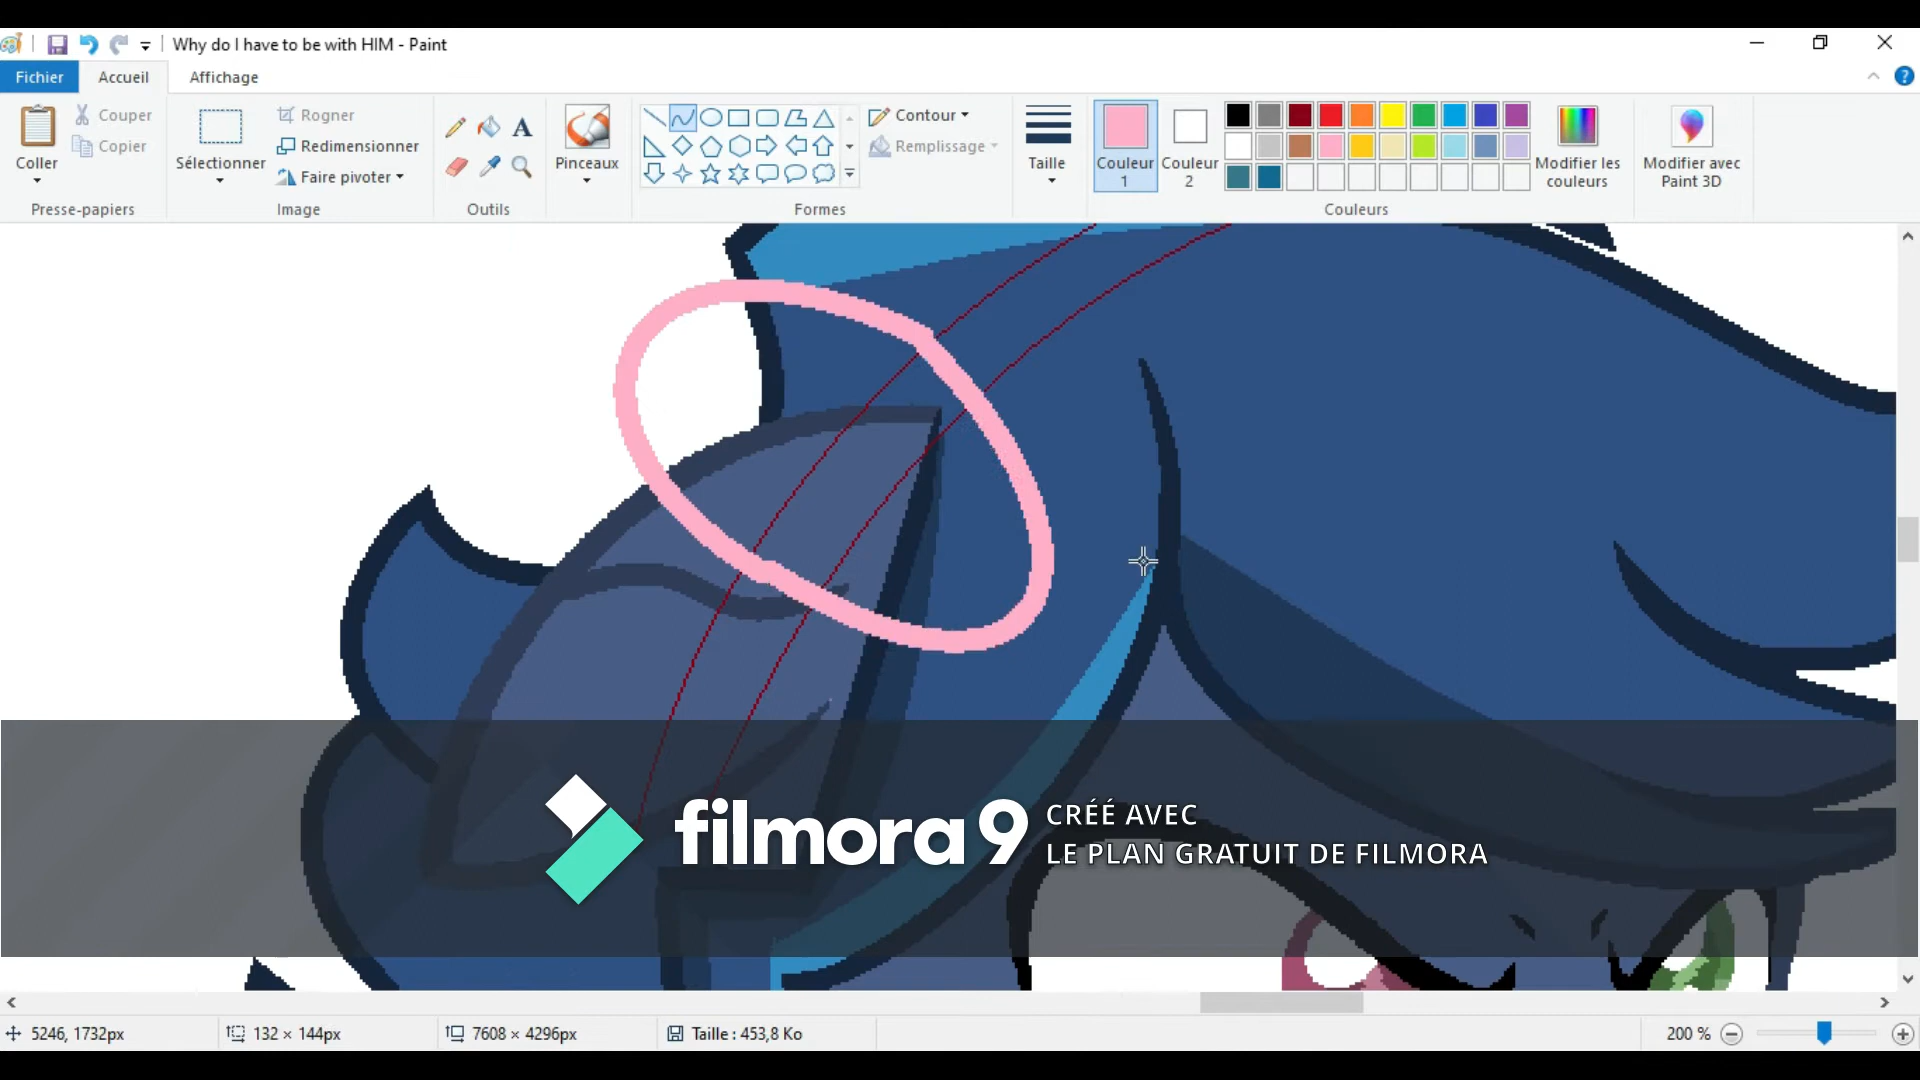 Why do I have to be with HIM - Paint
Fichier Accueil Affichage
Coller
Couper
Copier
Presse-papiers
Sélectionner
Rogner
Redimensionner
Faire pivoter
Image
A
Outils
Pinceaux
Contour
Remplissage
Formes
Taille
Couleur
1
Couleur
2
Modifier les
couleurs
Couleurs
Modifier avec
Paint 3D
filmora9
CRÉÉ AVEC
LE PLAN GRATUIT DE FILMORA
5246, 1732px 132 × 144px 7608 × 4296px Taille : 453,8 Ko 200 %